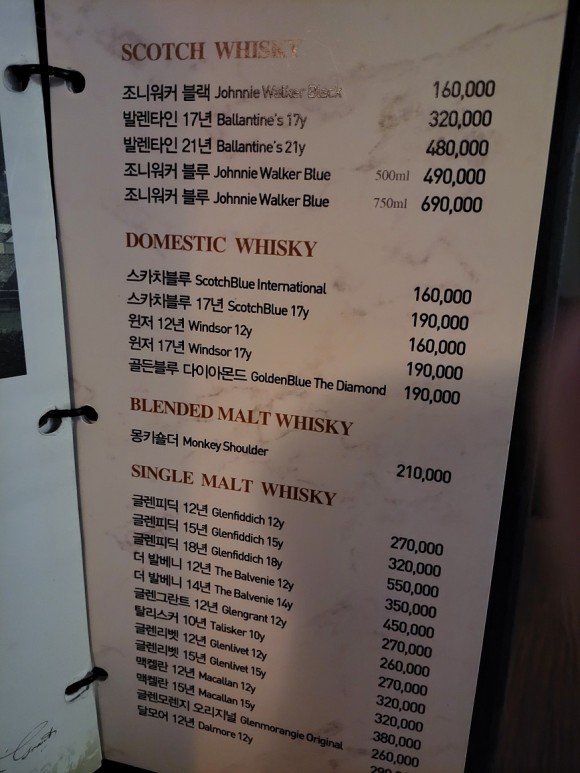 SCOTCH WHISKY
조니워커 블랙 Johnnie Walker Black 160,000
발렌타인 17년 Ballantine's 17y 320,000
발렌타인 21년 Ballantine's 21y 480,000
조니워커 블루 Johnnie Walker Blue 500ml 490,000
조니워커 블루 Johnnie Walker Blue 750ml 690,000
DOMESTIC WHISKY
스카치블루 ScotchBlue International 160,000
스카치블루 17년 ScotchBlue 17y 190,000
윈저 12년 Windsor 12y 160,000
윈저 17년 Windsor 17y 190,000
골든블루 다이아몬드 GoldenBlue The Diamond 190,000
BLENDED MALT WHISKY
몽키숄더 Monkey Shoulder 210,000
SINGLE MALT WHISKY
글렌피딕 12년 Glenfiddich 12y 270,000
글렌피딕 15년 Glenfiddich 15y 320,000
글렌피딕 18년 Glenfiddich 18y 550,000
더 발베니 12년 The Balvenie 12y 350,000
더 발베니 14년 The Balvenie 14y 450,000
글렌그란트 12년 Glengrant 12y 270,000
탈리스커 10년 Talisker 10y 260,000
글렌리벳 12년 Glenlivet 12y 270,000
글렌리벳 15년 Glenlivet 15y 320,000
맥켈란 12년 Macallan 12y 320,000
맥켈란 15년 Macallan 15y 380,000
글렌모렌지 오리지널 Glenmorangie Original 260,000
달모어 12년 Dalmore 12y